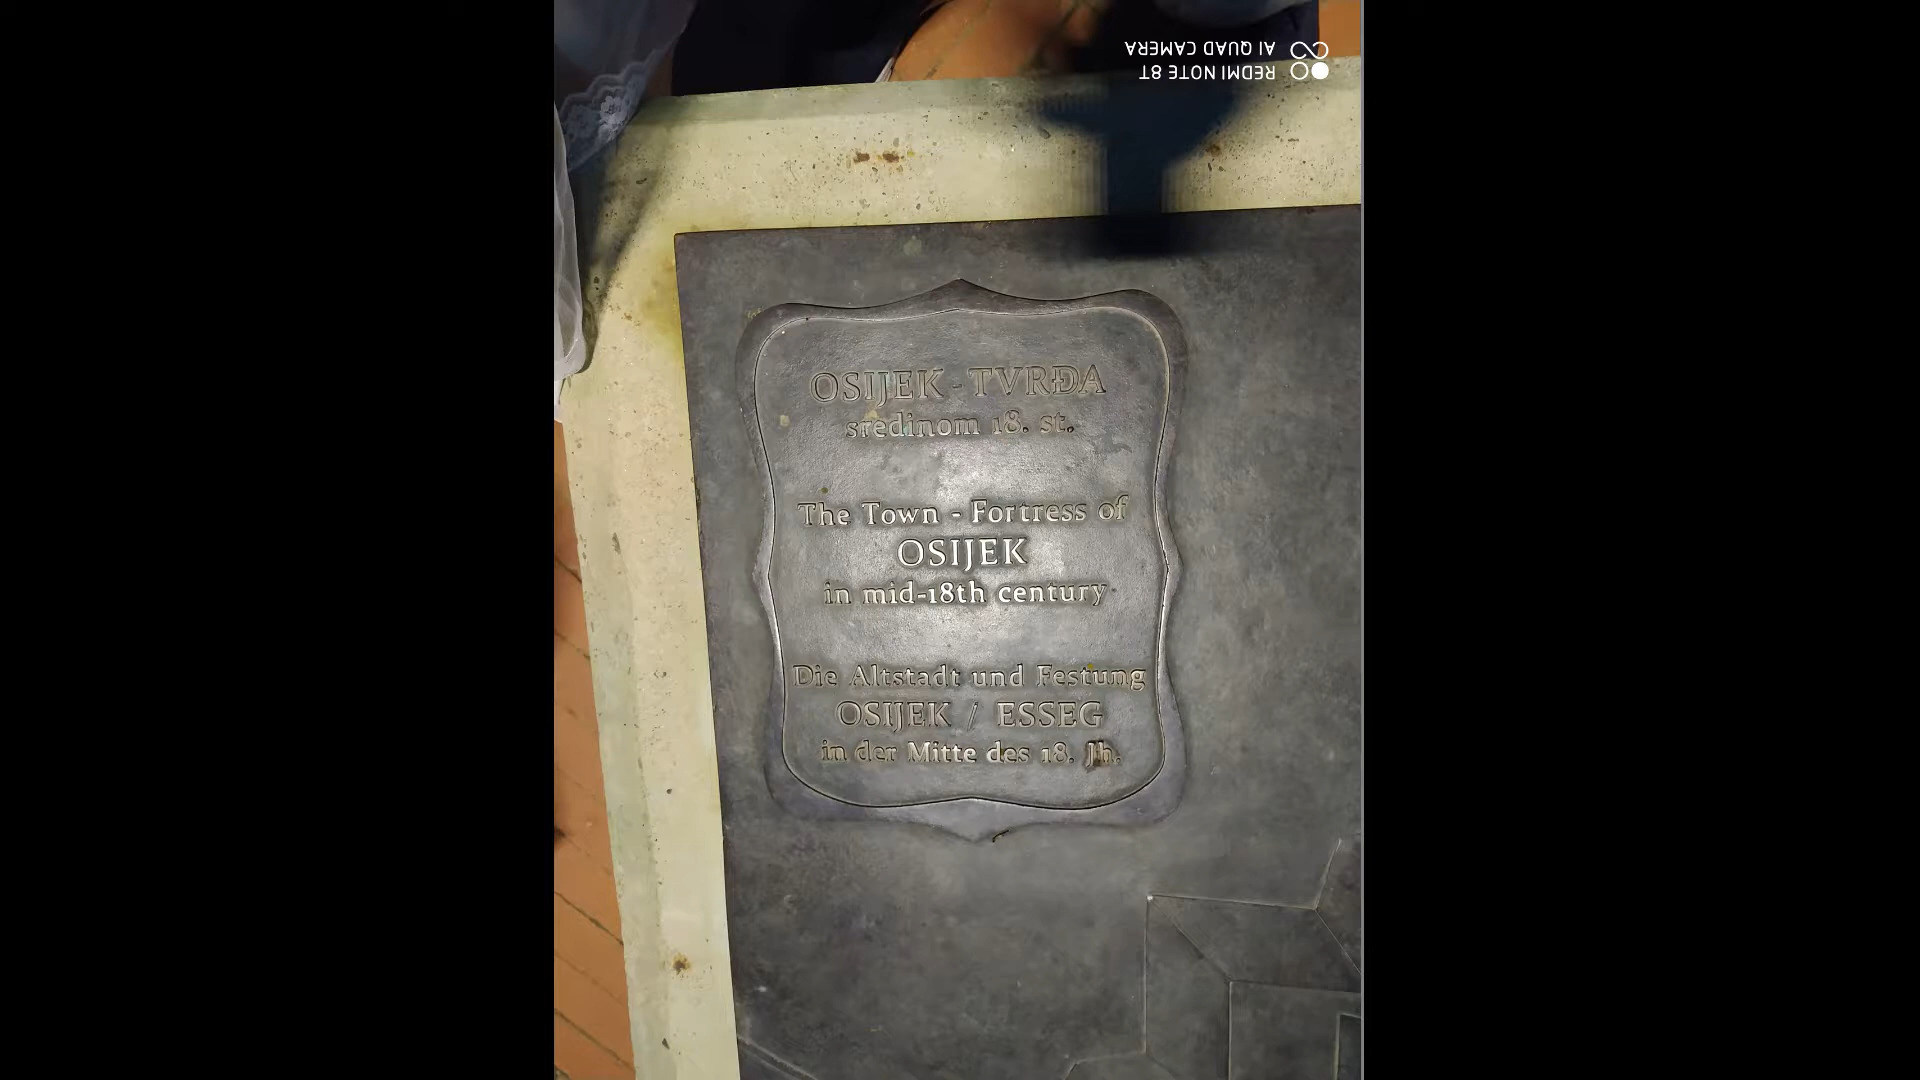 REDMI NOTE 8T
AI QUAD CAMERA
OSIJEK - TVRĐA
sredinom 18. st.
The Town - Fortress of
OSIJEK
in mid-18th century
Die Altstadt und Festung
OSIJEK / ESSEG
in der Mitte des 18. Jh.